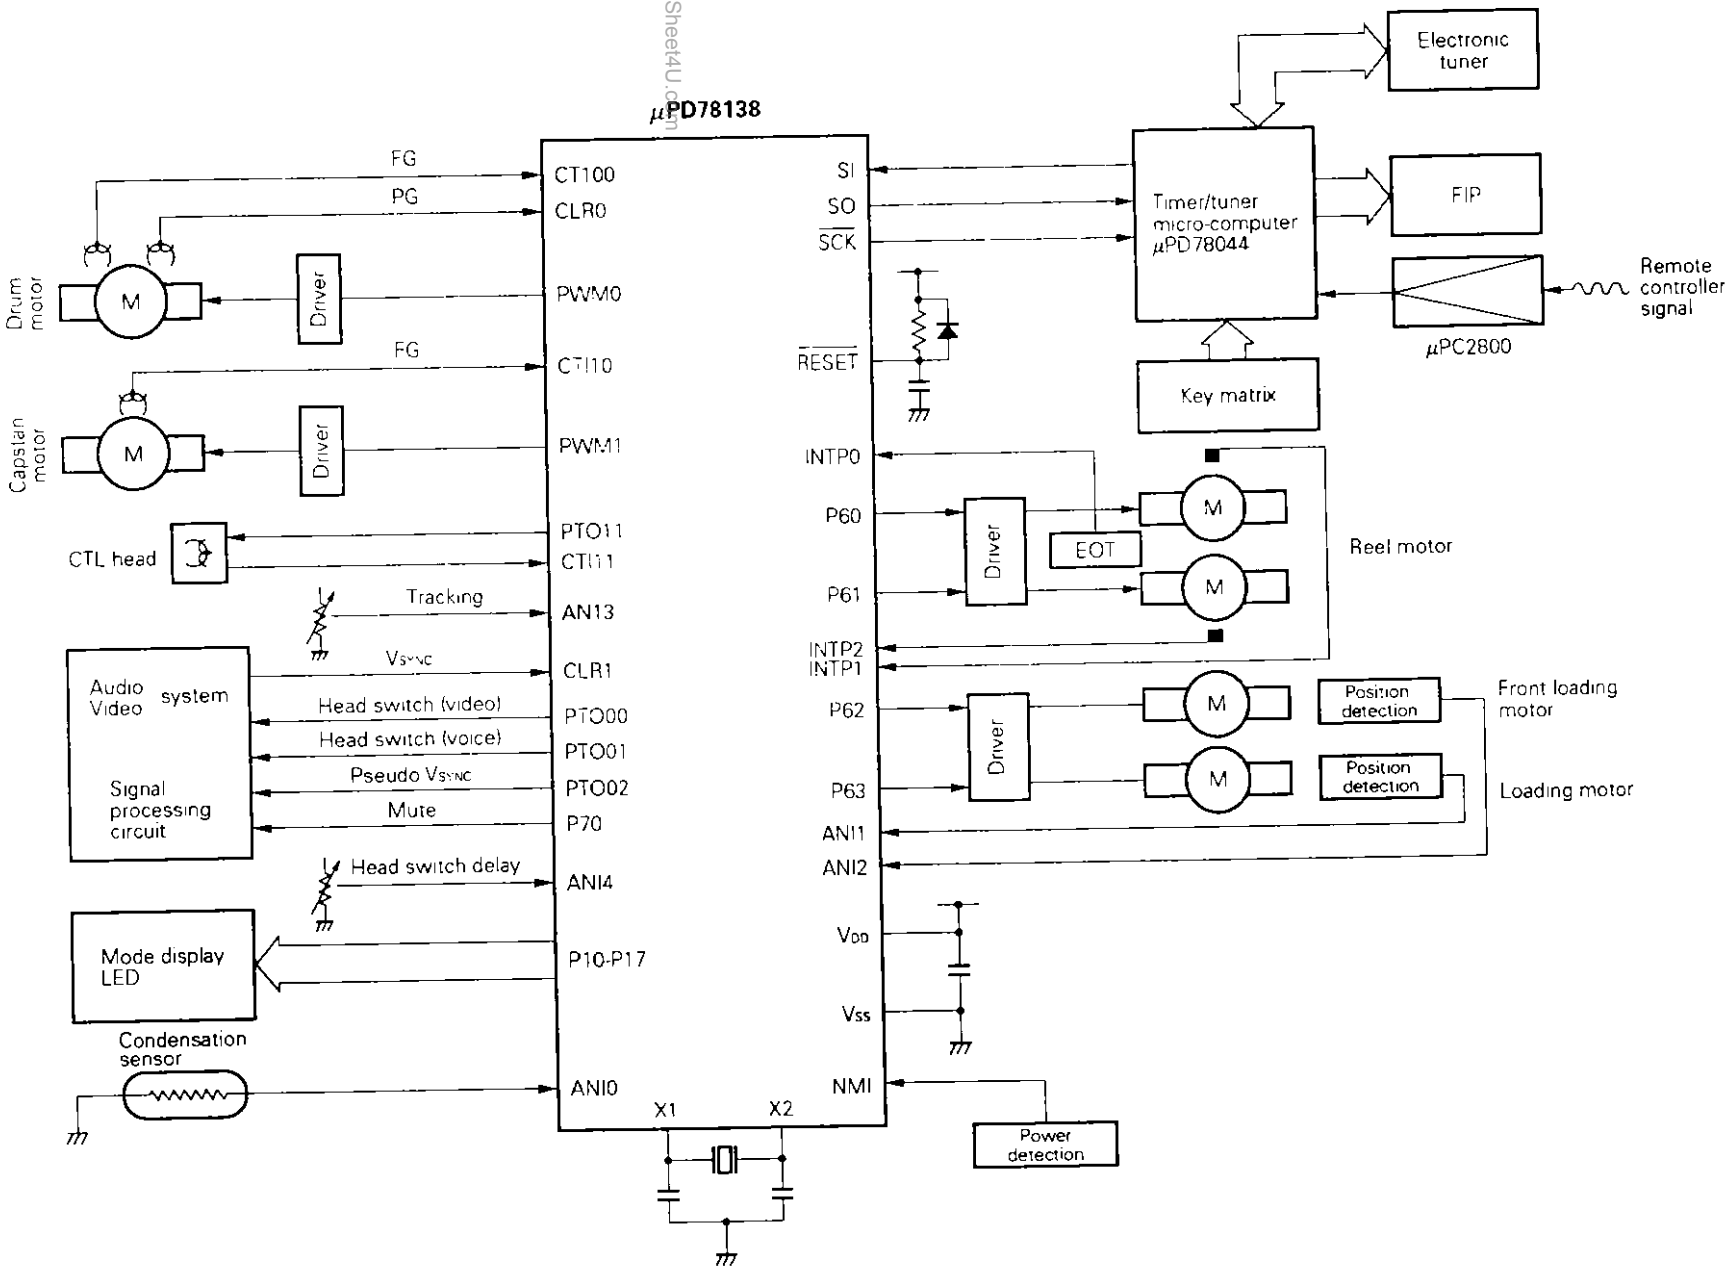 Sheet4U.com
μPD78138
FG
CT100
PG
CLR0
Drum
motor
M
Driver
PWM0
FG
CTI10
Capstan
motor
M
Driver
PWM1
CTL head
PTO11
CTI11
Tracking
AN13
Audio
Video
system
Signal
processing
circuit
VSYNC
CLR1
Head switch (video)
PTO00
Head switch (voice)
PTO01
Pseudo VSYNC
PTO02
Mute
P70
Head switch delay
ANI4
Mode display
LED
P10-P17
Condensation
sensor
ANI0
X1
X2
SI
SO
SCK
RESET
INTP0
P60
P61
INTP2
INTP1
P62
P63
ANI1
ANI2
VDD
VSS
NMI
Electronic
tuner
Timer/tuner
micro-computer
μPD78044
FIP
Remote
controller
signal
μPC2800
Key matrix
Driver
EOT
M
M
Reel motor
Driver
M
M
Position
detection
Front loading
motor
Position
detection
Loading motor
Power
detection